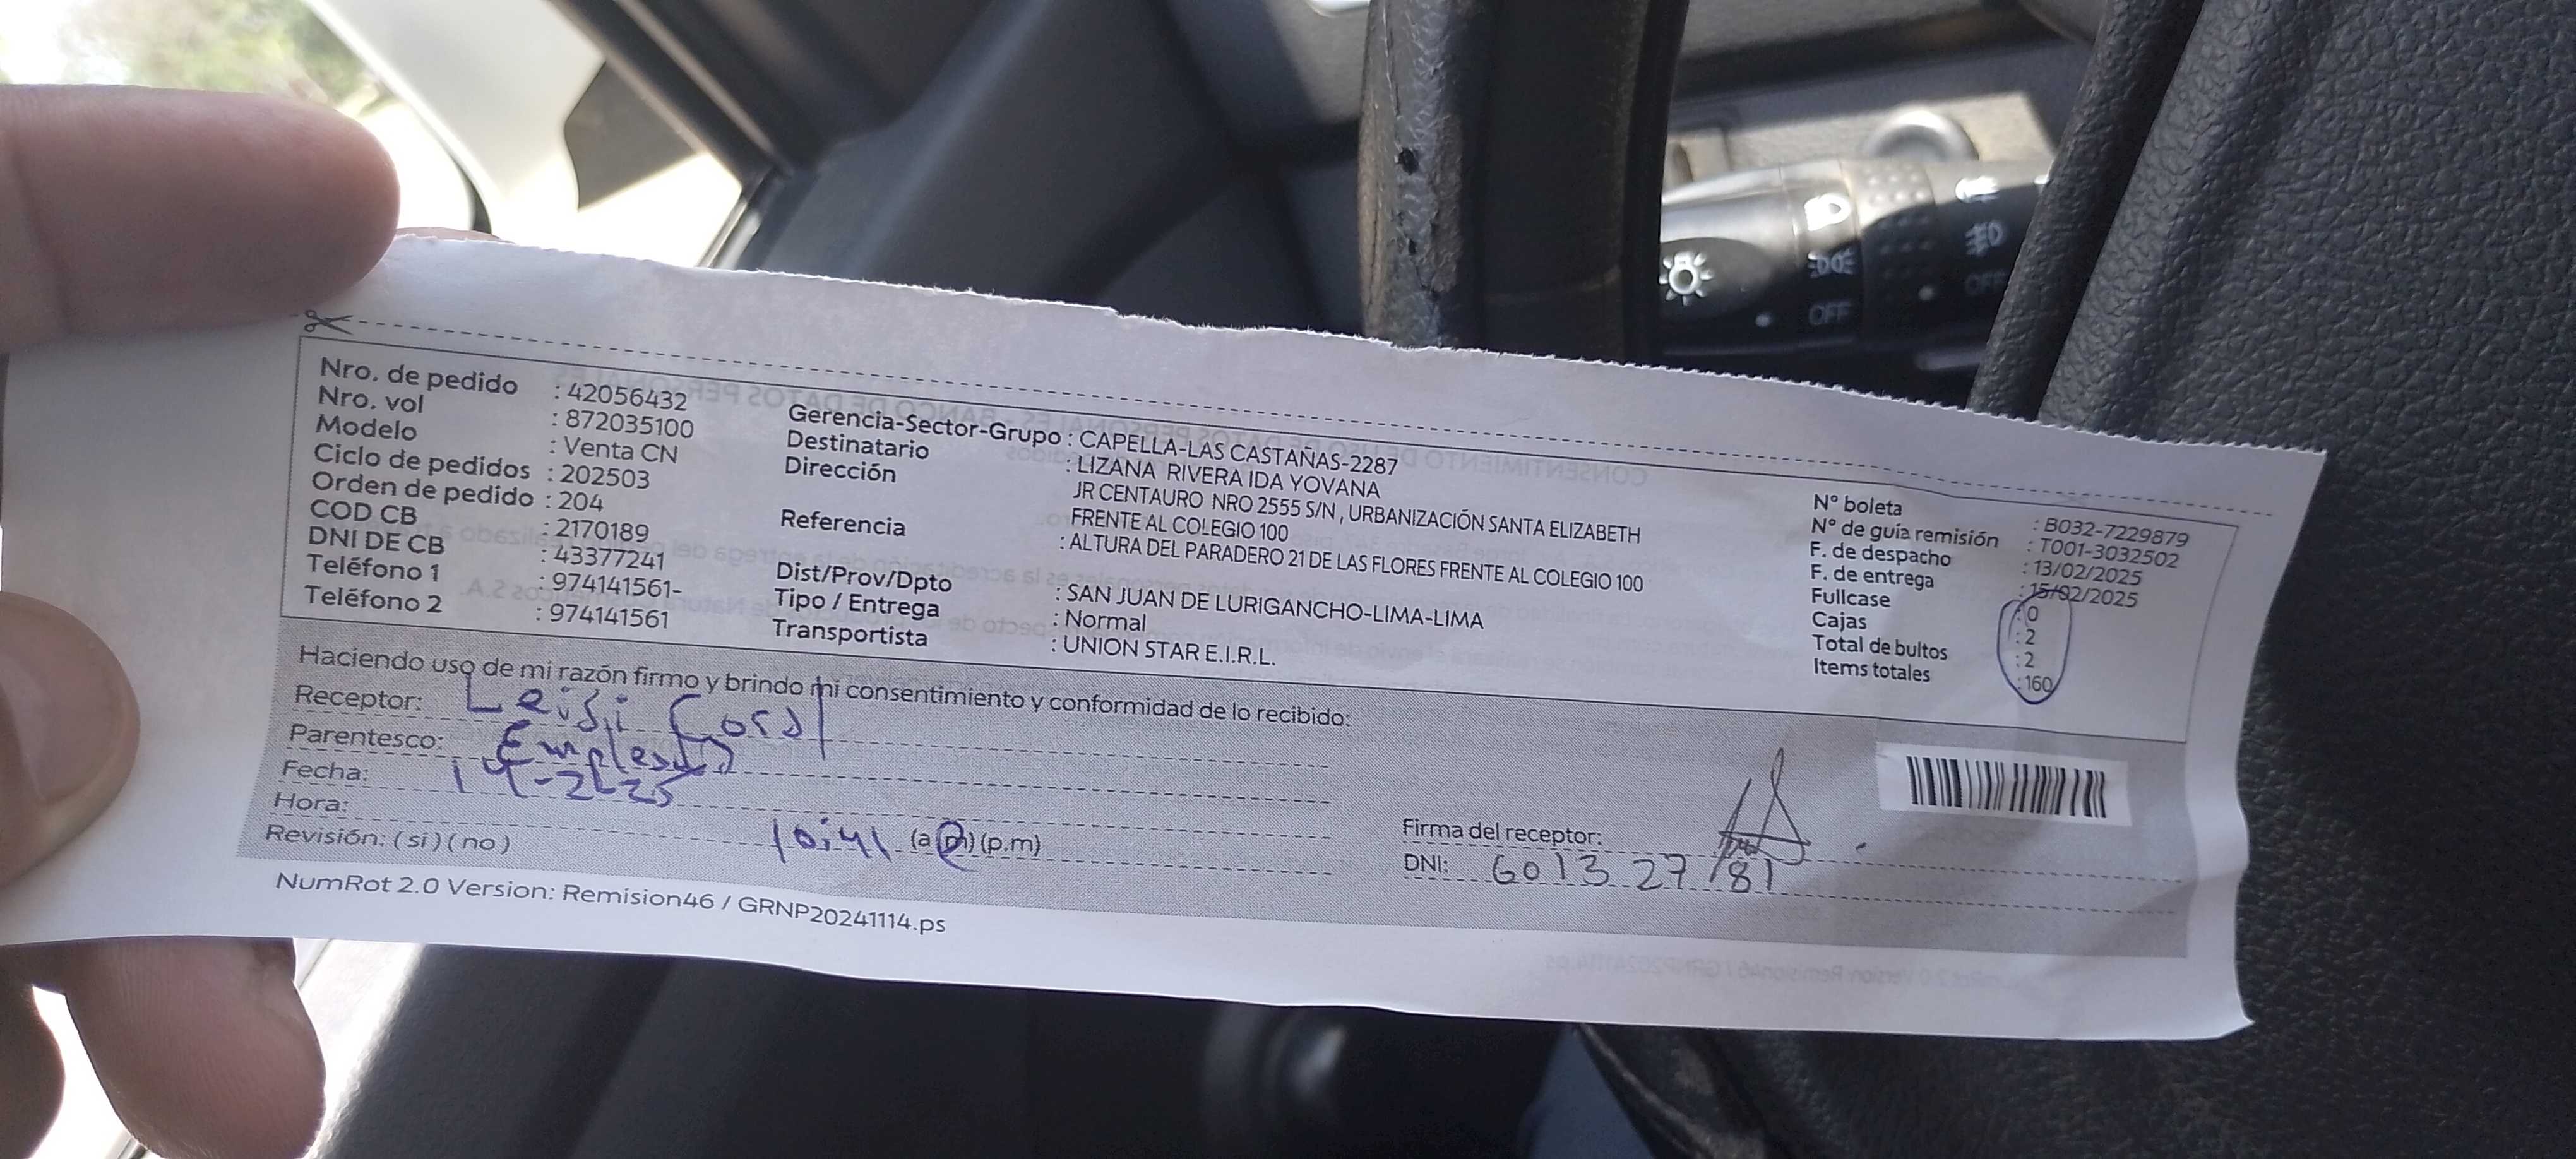 Nro. de pedido : 42056432
Nro. vol : 872035100
Modelo : Venta CN
Ciclo de pedidos : 202503
Orden de pedido : 204
COD CB : 2170189
DNI DE CB : 43377241
Teléfono 1 : 974141561-
Teléfono 2 : 974141561
Gerencia-Sector-Grupo : CAPELLA-LAS CASTAÑAS-2287
Destinatario : LIZANA RIVERA IDA YOVANA
Dirección JR CENTAURO NRO 2555 S/N , URBANIZACIÓN SANTA ELIZABETH
FRENTE AL COLEGIO 100
Referencia : ALTURA DEL PARADERO 21 DE LAS FLORES FRENTE AL COLEGIO 100
Dist/Prov/Dpto : SAN JUAN DE LURIGANCHO-LIMA-LIMA
Tipo / Entrega : Normal
Transportista : UNION STAR E.I.R.L.
N° boleta : B032-7229879
N° de guía remisión : T001-3032502
F. de despacho : 13/02/2025
F. de entrega : 15/02/2025
Fullcase : 0
Cajas : 2
Total de bultos : 2
Items totales : 160
Haciendo uso de mi razón firmo y brindo mi consentimiento y conformidad de lo recibido:
Receptor:
Parentesco:
Fecha:
Hora: 10:41 (a.m) (p.m)
Revisión: ( si ) ( no )
Firma del receptor:
DNI: 60132781
NumRot 2.0 Version: Remision46 / GRNP20241114.ps
OFF
OFF